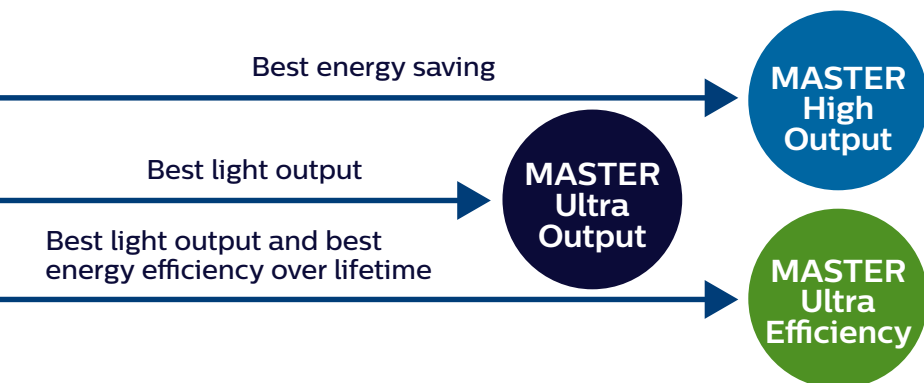 Best energy saving
MASTER
High
Output
Best light output
MASTER
Ultra
Output
Best light output and best
energy efficiency over lifetime
MASTER
Ultra
Efficiency